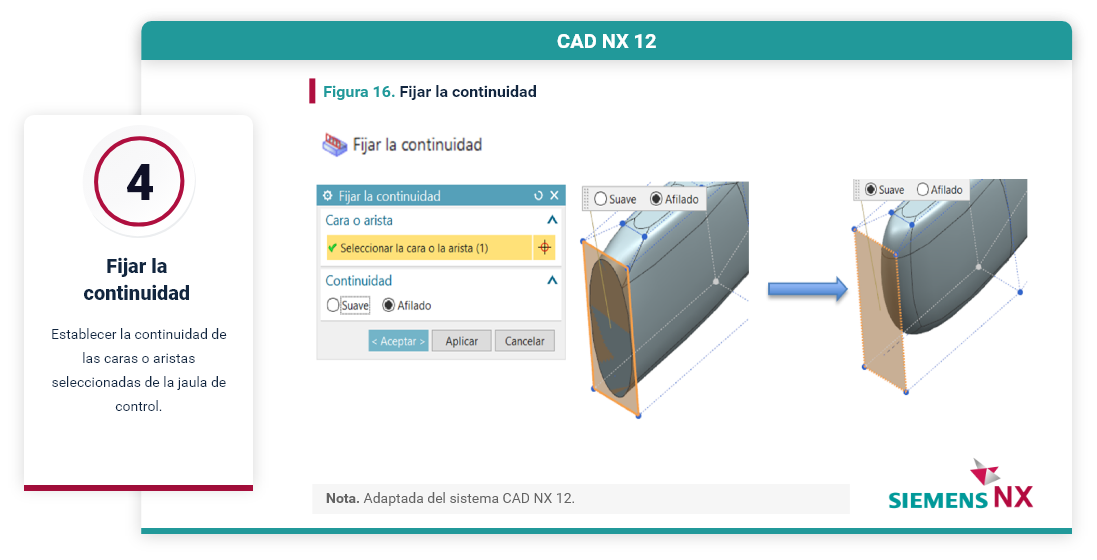 CAD NX 12
4
Fijar la
continuidad
Establecer la continuidad de
las caras o aristas
seleccionadas de la jaula de
control.
Figura 16. Fijar la continuidad
Fijar la continuidad
Fijar la continuidad
Cara o arista
Seleccionar la cara o la arista (1)
Continuidad
Suave Afilado
< Aceptar > Aplicar Cancelar
Suave Afilado
Suave Afilado
Nota. Adaptada del sistema CAD NX 12.
SIEMENS NX